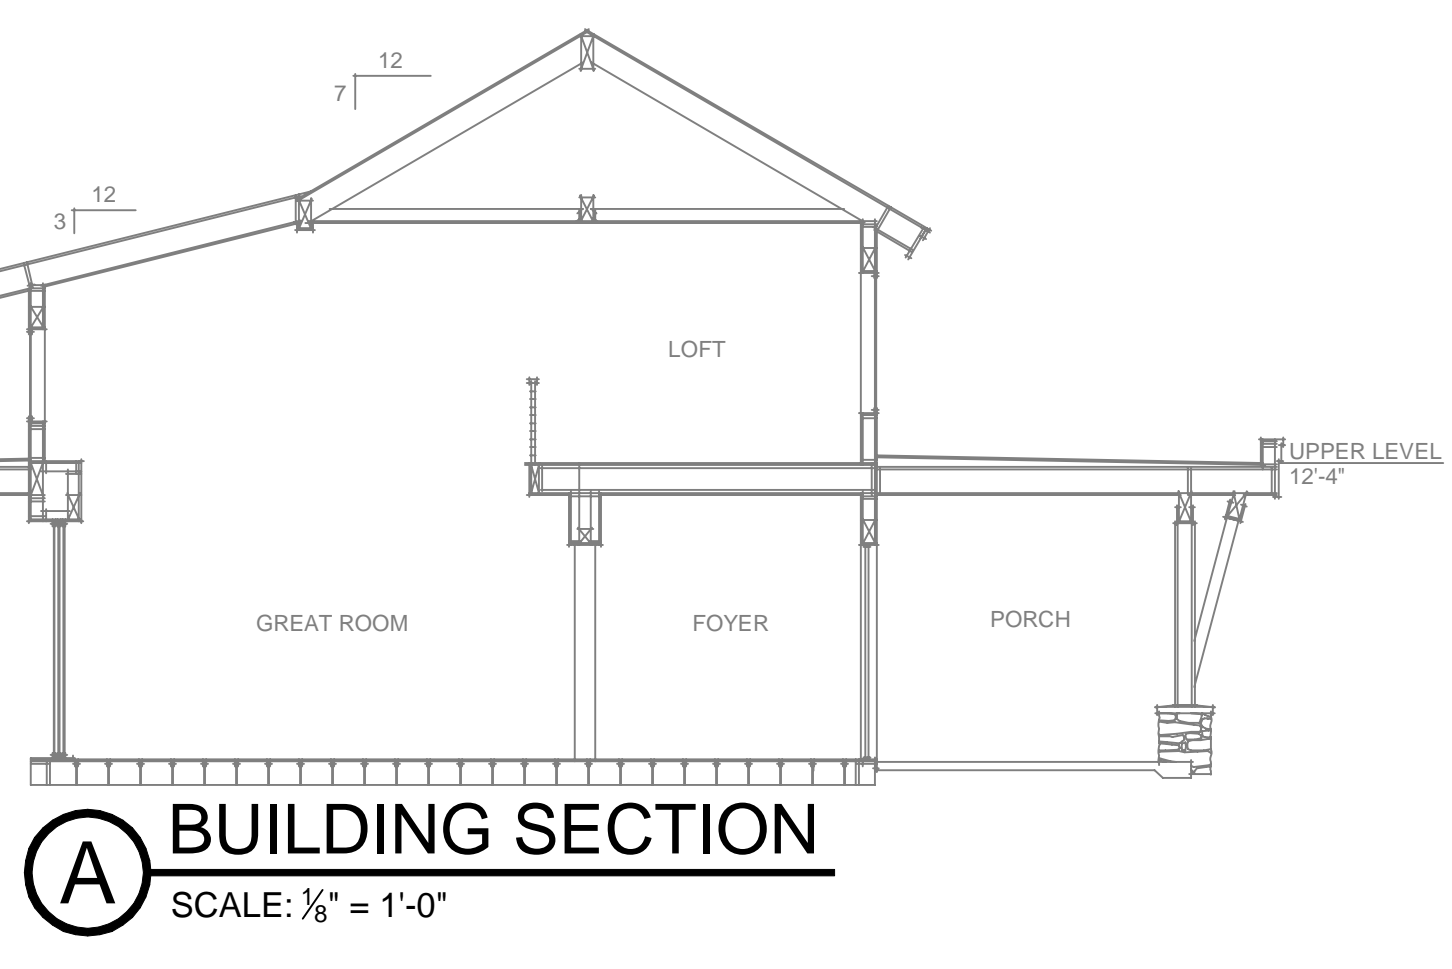 12
7
12
3
LOFT
UPPER LEVEL
12'-4"
GREAT ROOM
FOYER
PORCH
A
BUILDING SECTION
SCALE: ⅛" = 1'-0"